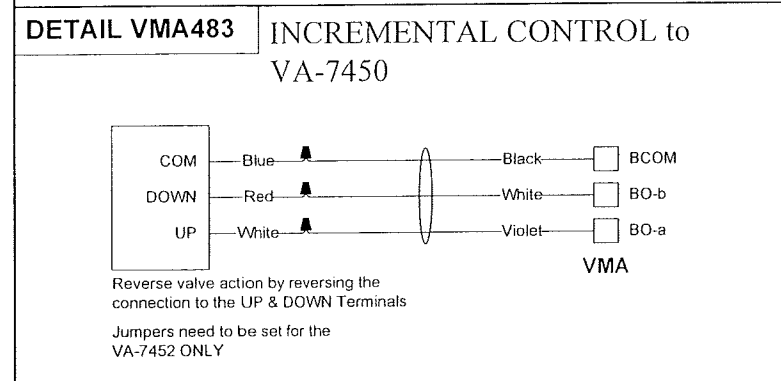 DETAIL VMA483
INCREMENTAL CONTROL to
VA-7450
COM Blue Black BCOM
DOWN Red White BO-b
UP White Violet BO-a
VMA
Reverse valve action by reversing the
connection to the UP & DOWN Terminals
Jumpers need to be set for the
VA-7452 ONLY